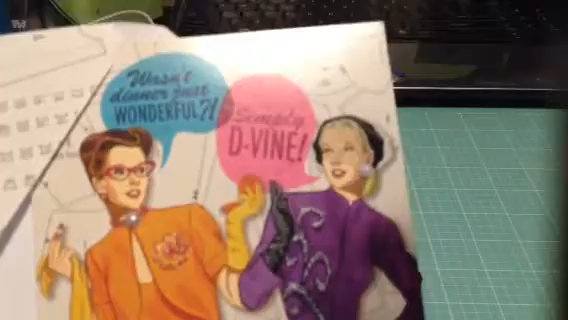 Wasn't
dinner just
WONDERFUL?!
Simply
D-VINE!